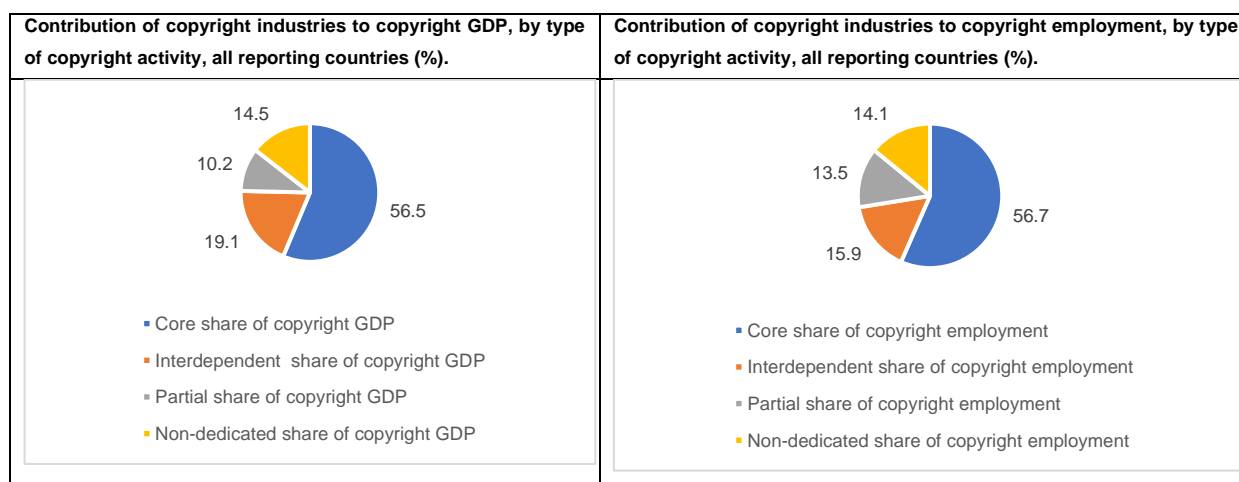 Contribution of copyright industries to copyright GDP, by type
of copyright activity, all reporting countries (%).
14.5
10.2
56.5
19.1
Core share of copyright GDP
Interdependent  share of copyright GDP
Partial share of copyright GDP
Non-dedicated share of copyright GDP
Contribution of copyright industries to copyright employment, by type
of copyright activity, all reporting countries (%).
14.1
13.5
56.7
15.9
Core share of copyright employment
Interdependent share of copyright employment
Partial share of copyright employment
Non-dedicated share of copyright employment